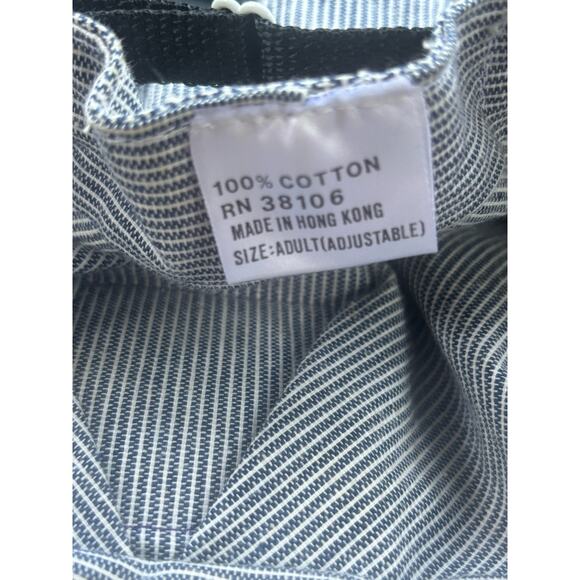 100% COTTON
RN 38106
MADE IN HONG KONG
SIZE:ADULT(ADJUSTABLE)